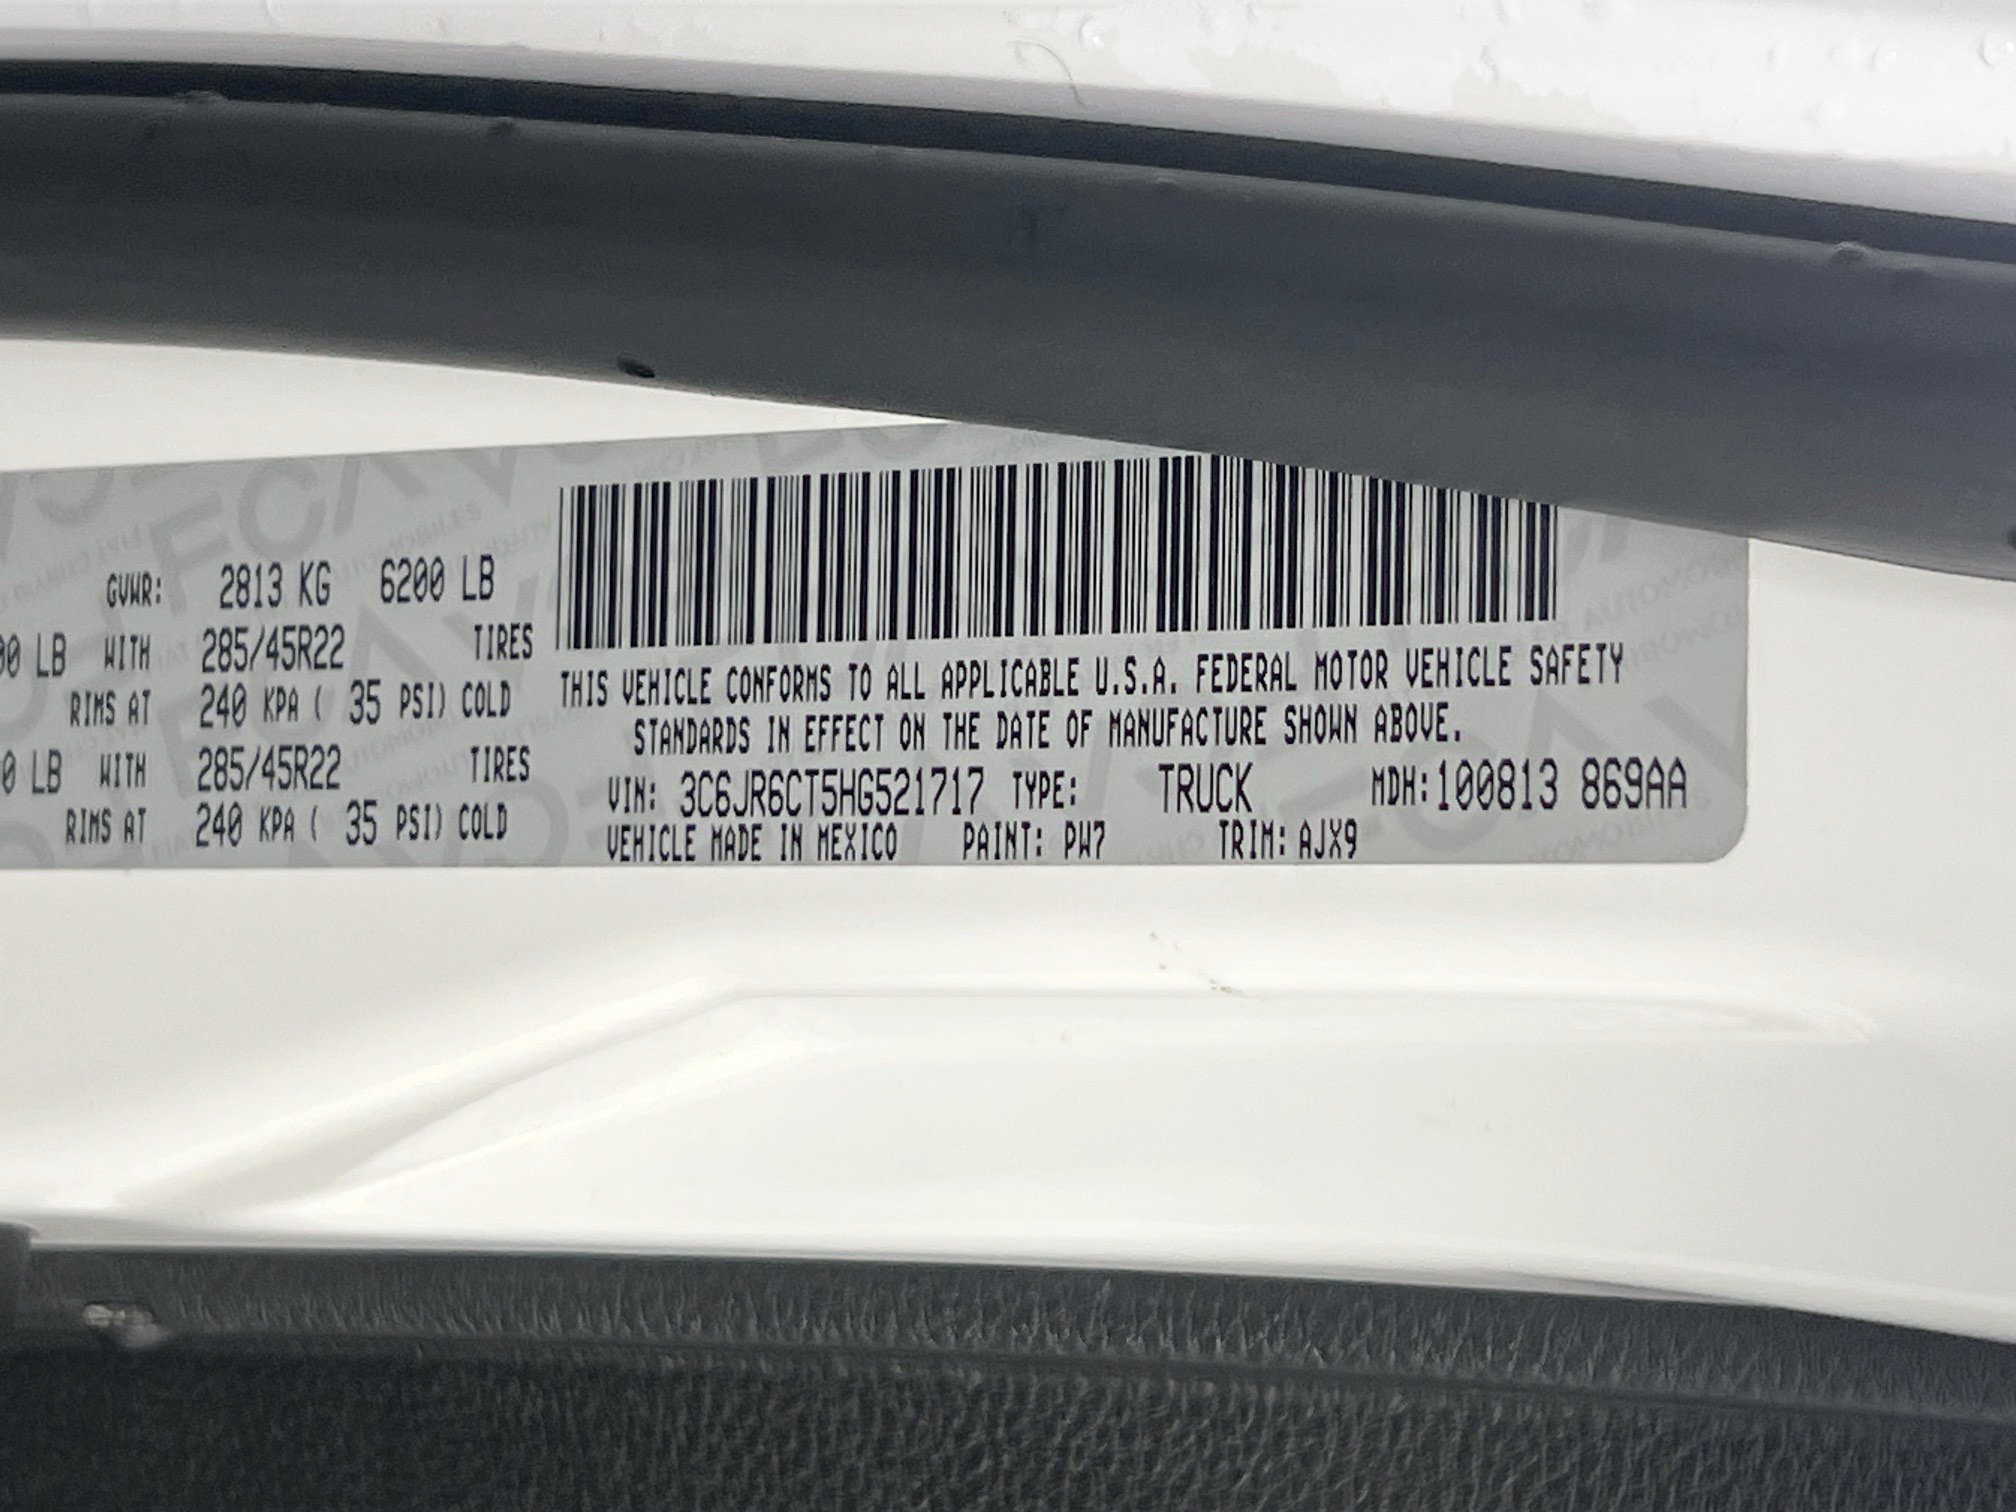 GVWR: 2813 KG 6200 LB
00 LB WITH 285/45R22 TIRES
RIMS AT 240 KPA ( 35 PSI) COLD
0 LB WITH 285/45R22 TIRES
RIMS AT 240 KPA ( 35 PSI) COLD
THIS VEHICLE CONFORMS TO ALL APPLICABLE U.S.A. FEDERAL MOTOR VEHICLE SAFETY
STANDARDS IN EFFECT ON THE DATE OF MANUFACTURE SHOWN ABOVE.
VIN: 3C6JR6CT5HG521717 TYPE: TRUCK MDH:100813 869AA
VEHICLE MADE IN MEXICO PAINT: PW7 TRIM: AJX9